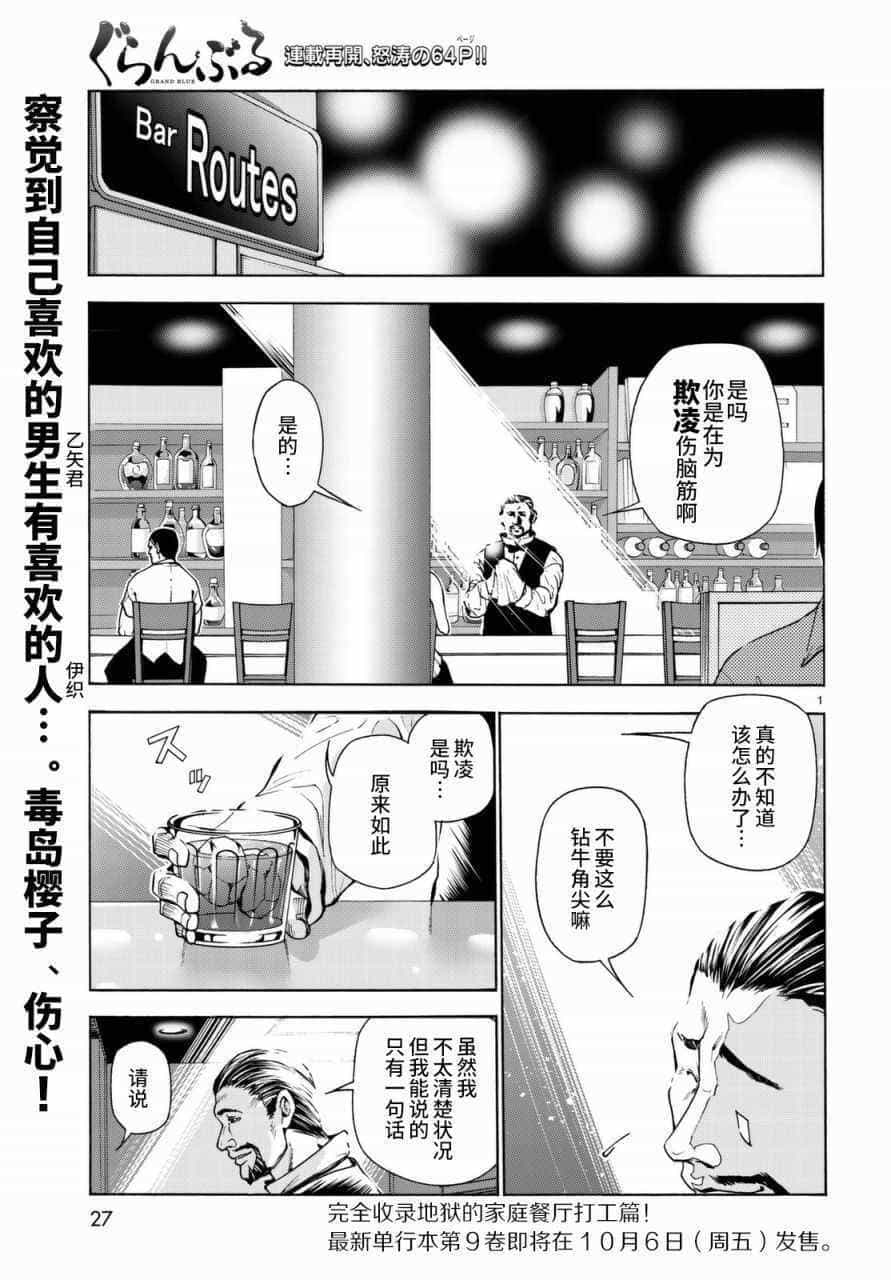 ぐらんぶる
GRAND BLUE
連載再開、怒涛の64P!!
ページ
察觉到自己喜欢的男生有喜欢的人…。毒岛樱子、伤心！
乙矢君
伊织
Bar Routes
是吗
你是在为
欺凌伤脑筋啊
是的…
1
真的不知道
该怎么办了…
不要这么
钻牛角尖嘛
欺凌
是吗…
原来如此
スッ
虽然我
不太清楚状况
但我能说的
只有一句话
请说
27
完全收录地狱的家庭餐厅打工篇！
最新单行本第9卷即将在10月6日（周五）发售。